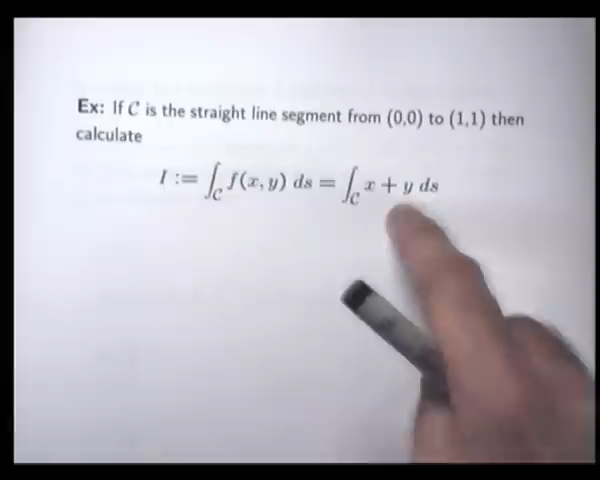 Ex: If C is the straight line segment from (0,0) to (1,1) then
calculate
I := ∫_C f(x, y) ds = ∫_C x + y ds